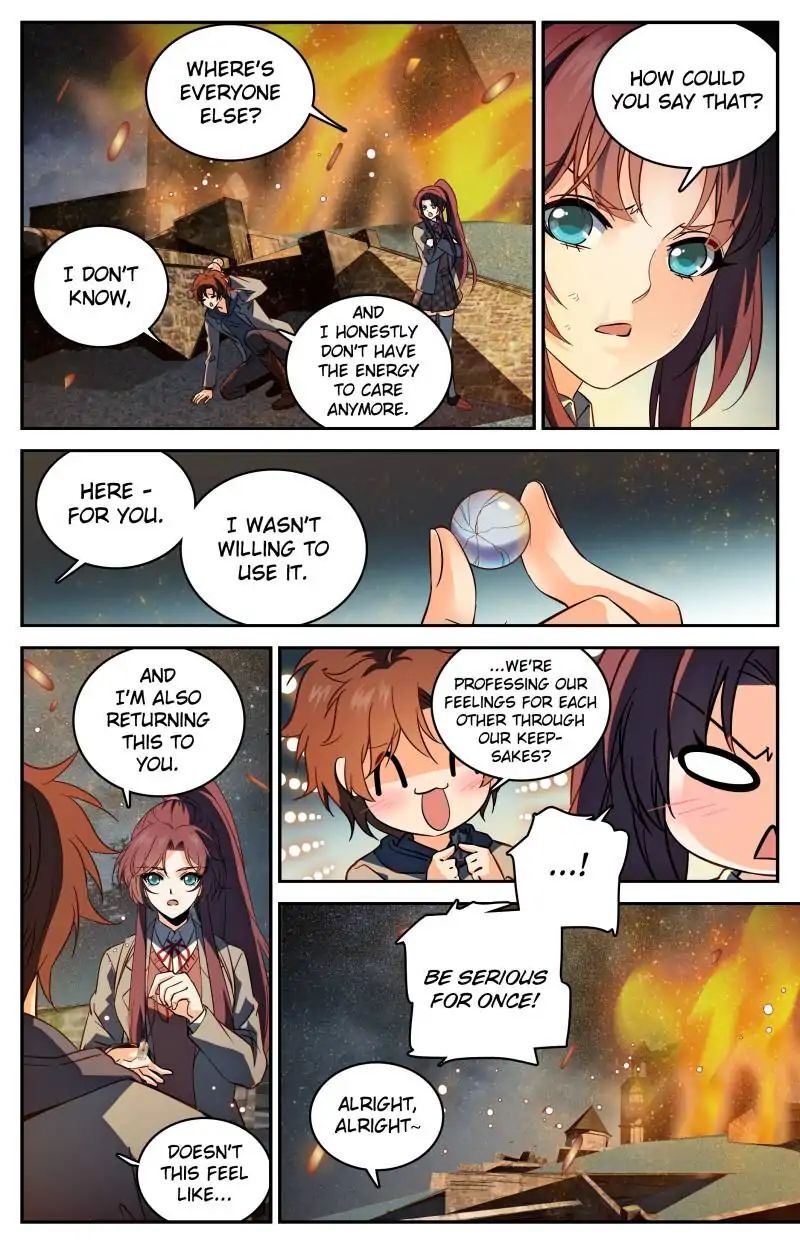 WHERE'S
EVERYONE
ELSE?
I DON'T
KNOW,
AND
I HONESTLY
DON'T HAVE
THE ENERGY
TO CARE
ANYMORE.
HOW COULD
YOU SAY THAT?
HERE -
FOR YOU.
I WASN'T
WILLING TO
USE IT.
AND
I'M ALSO
RETURNING
THIS TO
YOU.
DOESN'T
THIS FEEL
LIKE...
...WE'RE
PROFESSING OUR
FEELINGS FOR EACH
OTHER THROUGH
OUR KEEP-
SAKES?
...!
BE SERIOUS
FOR ONCE!
ALRIGHT,
ALRIGHT~